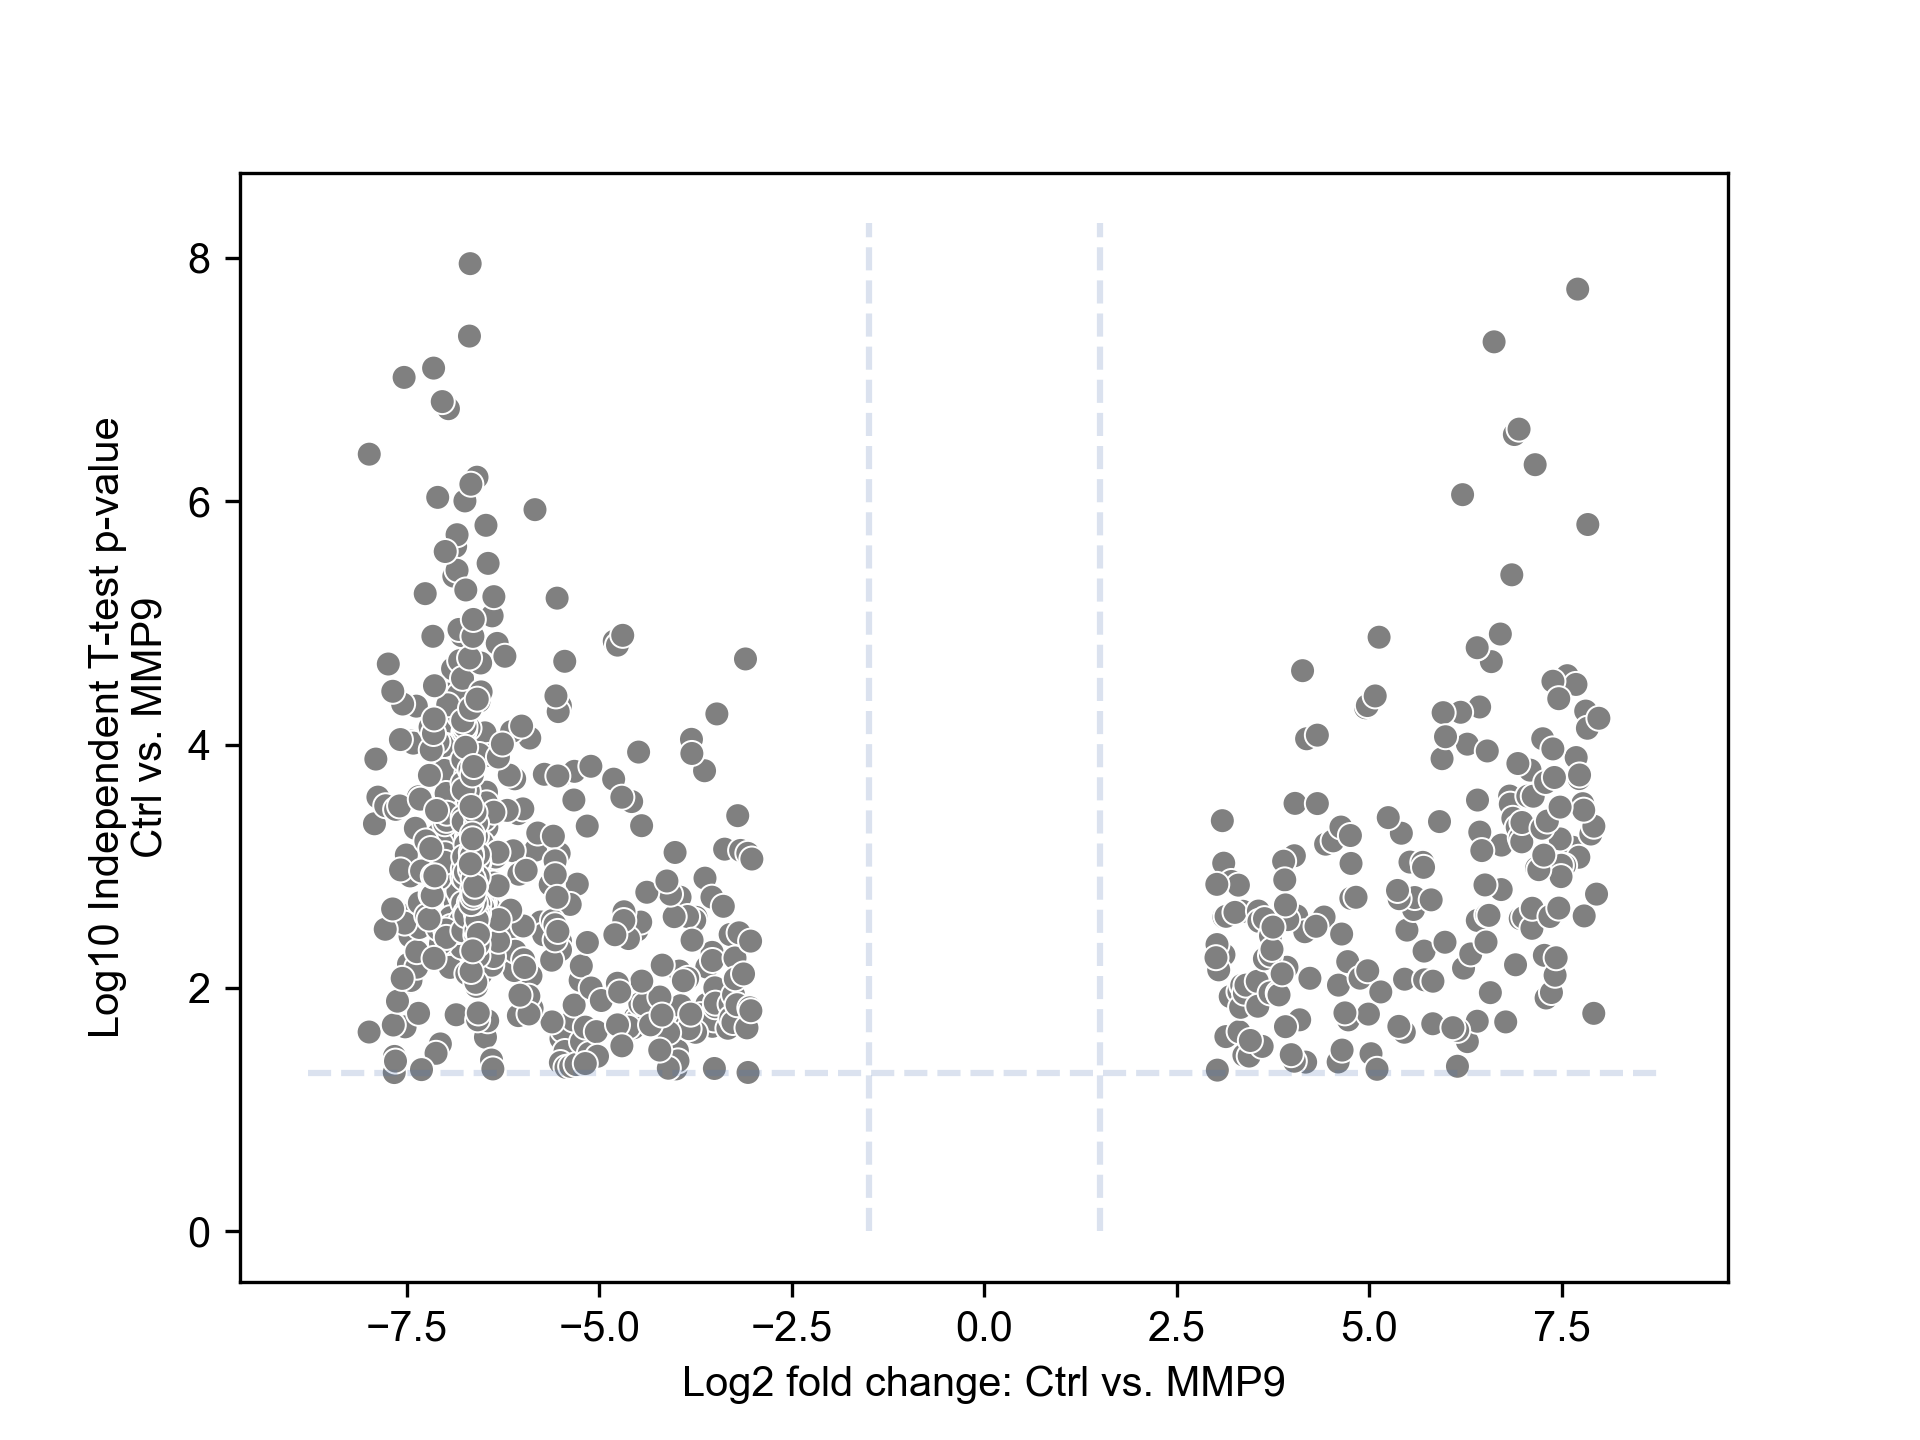 Log10 Independent T-test p-value
Ctrl vs. MMP9
8
6
4
2
0
−7.5 −5.0 −2.5 0.0 2.5 5.0 7.5
Log2 fold change: Ctrl vs. MMP9